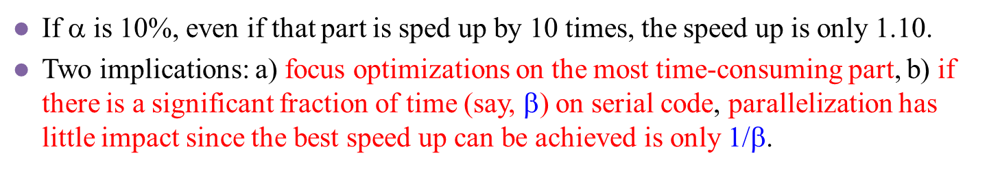 • If α is 10%, even if that part is sped up by 10 times, the speed up is only 1.10.
• Two implications: a) focus optimizations on the most time-consuming part, b) if
there is a significant fraction of time (say, β) on serial code, parallelization has
little impact since the best speed up can be achieved is only 1/β.